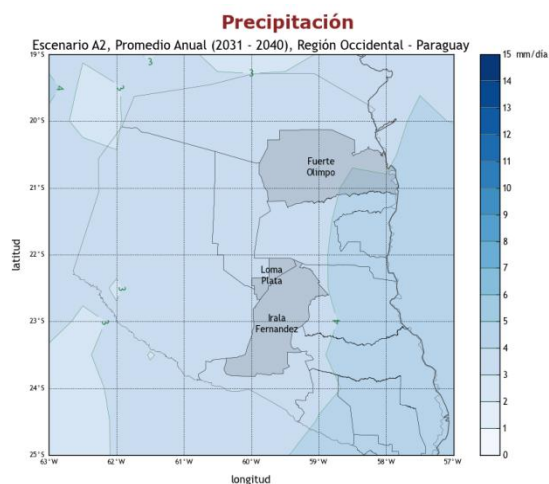 Precipitación
Escenario A2, Promedio Anual (2031 - 2040), Región Occidental - Paraguay
19°S
20°S
21°S
22°S
23°S
24°S
25°S
latitud
63°W
62°W
61°W
60°W
59°W
58°W
57°W
longitud
3
3
3
4
Fuerte
Olimpo
Loma
Plata
Irala
Fernandez
3
3
4
15 mm/día
14
13
12
11
10
9
8
7
6
5
4
3
2
1
0